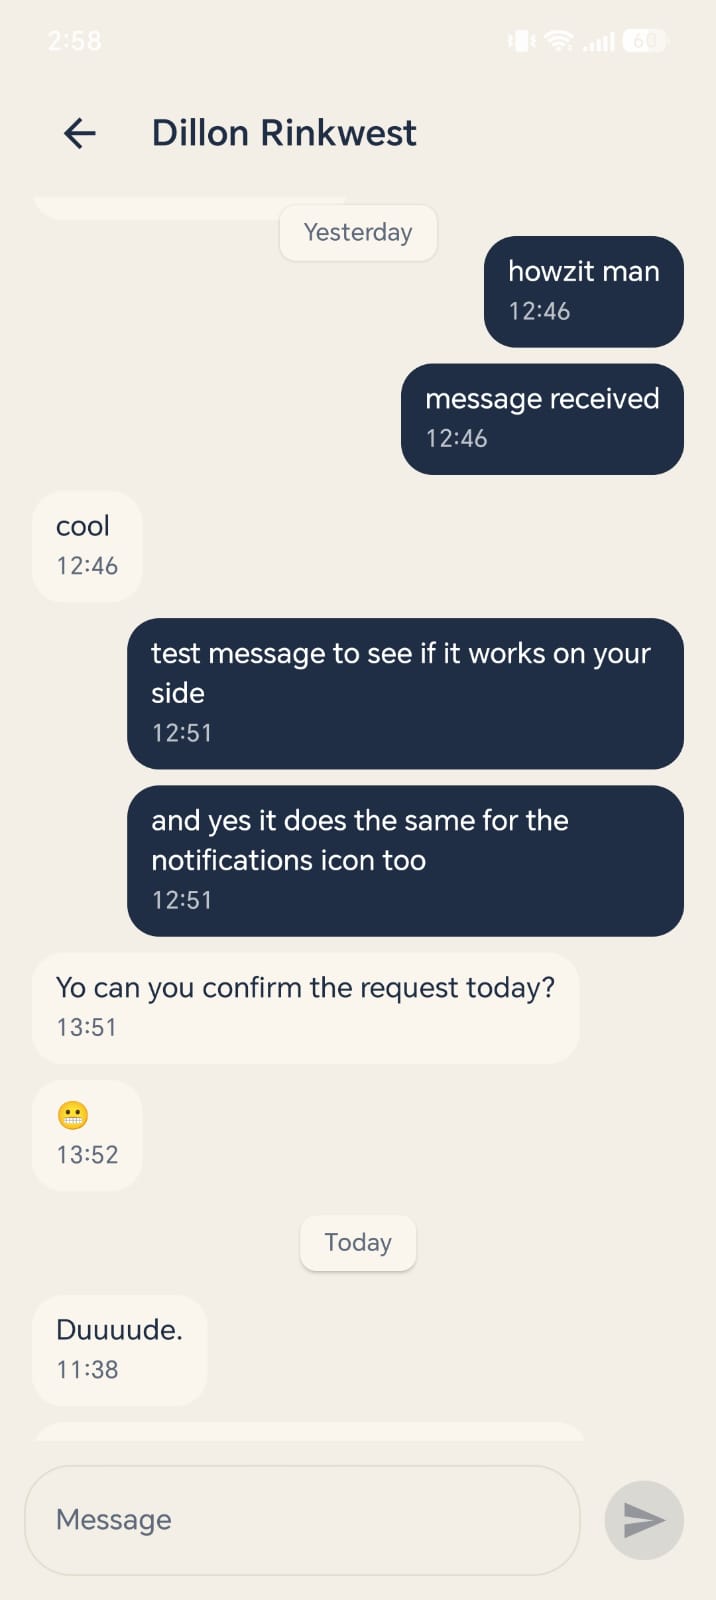 2:58
60
Dillon Rinkwest
Yesterday
howzit man
12:46
message received
12:46
cool
12:46
test message to see if it works on your
side
12:51
and yes it does the same for the
notifications icon too
12:51
Yo can you confirm the request today?
13:51
😬
13:52
Today
Duuuude.
11:38
Message